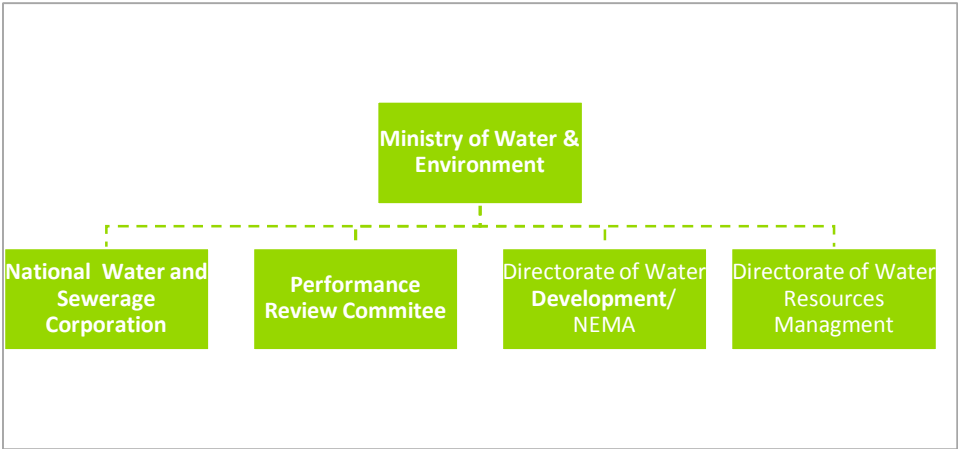 Ministry of Water &
Environment
National Water and
Sewerage
Corporation
Performance
Review Commitee
Directorate of Water
Development/
NEMA
Directorate of Water
Resources
Managment